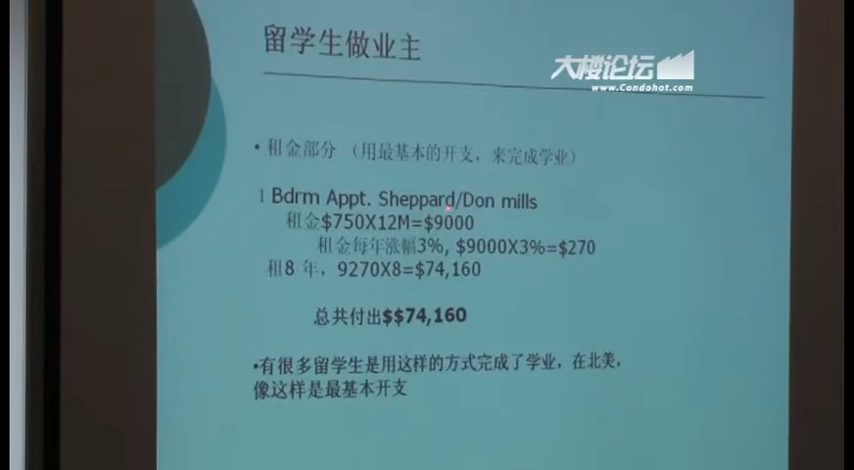 留学生做业主
大楼论坛
www.Condohot.com
• 租金部分 （用最基本的开支，来完成学业）
1 Bdrm Appt. Sheppard/Don mills
租金$750X12M=$9000
租金每年涨幅3%, $9000X3%=$270
租8 年，9270X8=$74,160
总共付出$$74,160
•有很多留学生是用这样的方式完成了学业，在北美，
像这样是最基本开支